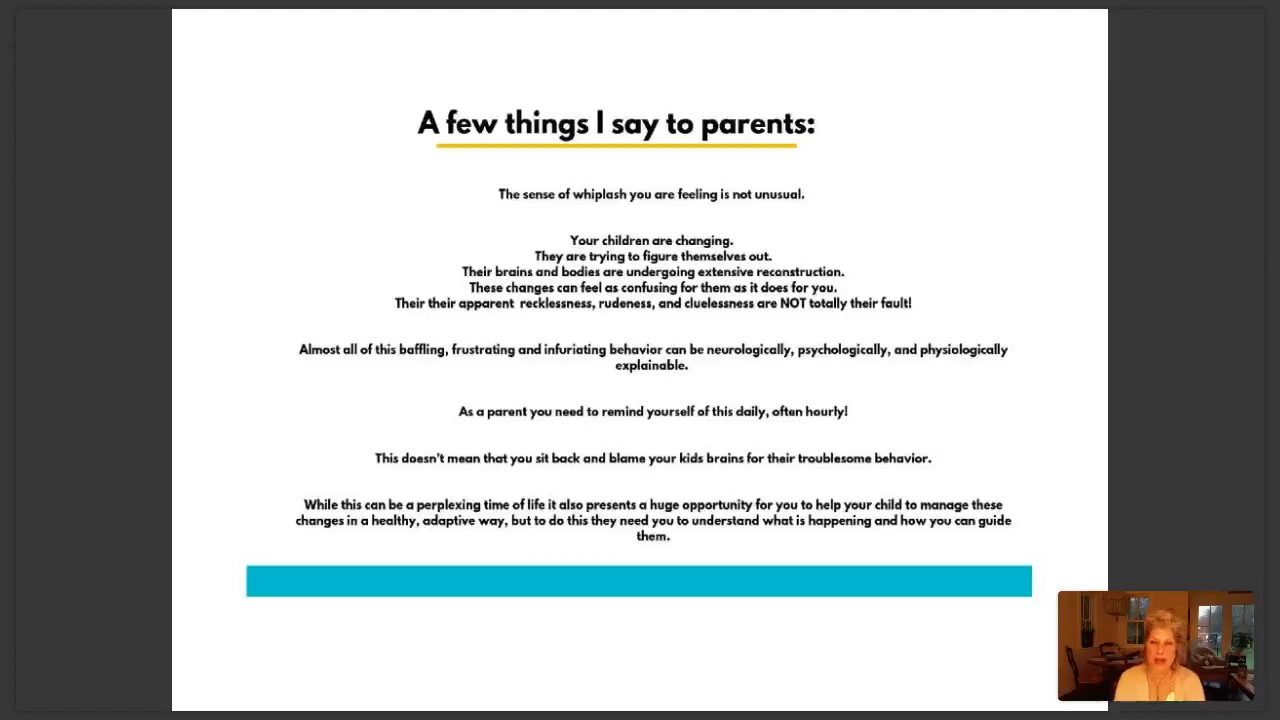 A few things I say to parents:
The sense of whiplash you are feeling is not unusual.
Your children are changing.
They are trying to figure themselves out.
Their brains and bodies are undergoing extensive reconstruction.
These changes can feel as confusing for them as it does for you.
Their their apparent recklessness, rudeness, and cluelessness are NOT totally their fault!
Almost all of this baffling, frustrating and infuriating behavior can be neurologically, psychologically, and physiologically
explainable.
As a parent you need to remind yourself of this daily, often hourly!
This doesn't mean that you sit back and blame your kids brains for their troublesome behavior.
While this can be a perplexing time of life it also presents a huge opportunity for you to help your child to manage these
changes in a healthy, adaptive way, but to do this they need you to understand what is happening and how you can guide
them.